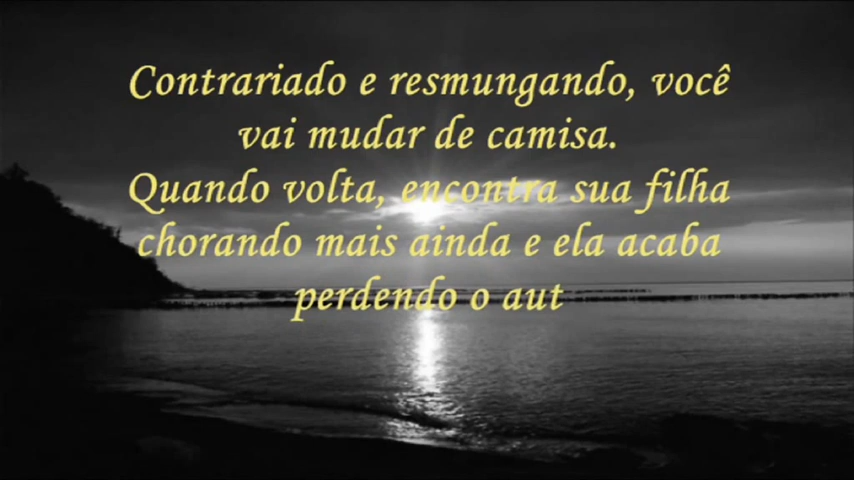 Contrariado e resmungando, você
vai mudar de camisa.
Quando volta, encontra sua filha
chorando mais ainda e ela acaba
perdendo o aut